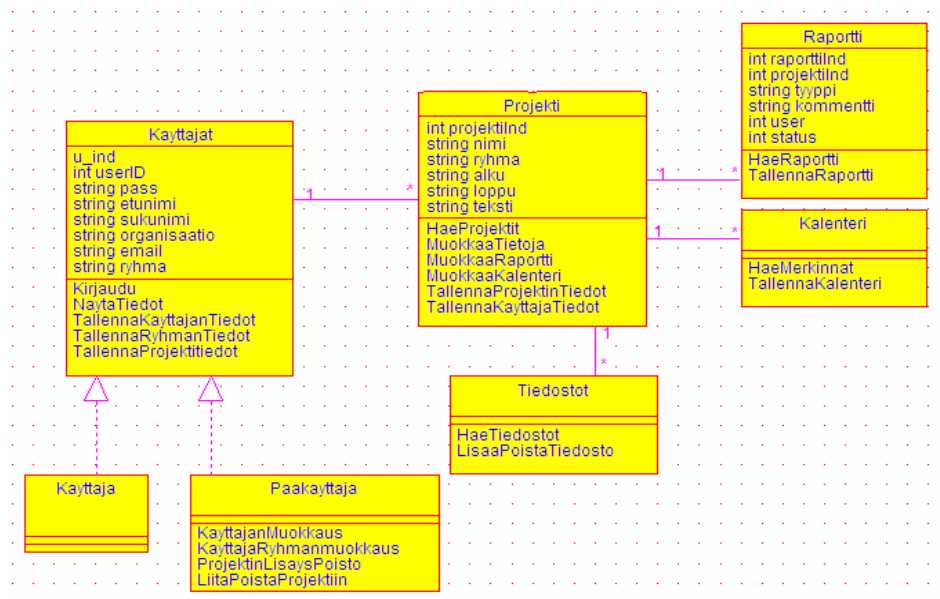 Kayttajat
u_ind
int userID
string pass
string etunimi
string sukunimi
string organisaatio
string email
string ryhma
Kirjaudu
NaytaTiedot
TallennaKayttajanTiedot
TallennaRyhmanTiedot
TallennaProjektitiedot
1
*
Projekti
int projektiInd
string nimi
string ryhma
string alku
string loppu
string teksti
HaeProjektit
MuokkaaTietoja
MuokkaaRaportti
MuokkaaKalenteri
TallennaProjektinTiedot
TallennaKayttajaTiedot
1
*
Raportti
int raporttiInd
int projektiInd
string tyyppi
string kommentti
int user
int status
HaeRaportti
TallennaRaportti
1
*
Kalenteri
HaeMerkinnat
TallennaKalenteri
1
*
Tiedostot
HaeTiedostot
LisaaPoistaTiedosto
Kayttaja
Paakayttaja
KayttajanMuokkaus
KayttajaRyhmanmuokkaus
ProjektinLisaysPoisto
LiitaPoistaProjektiin